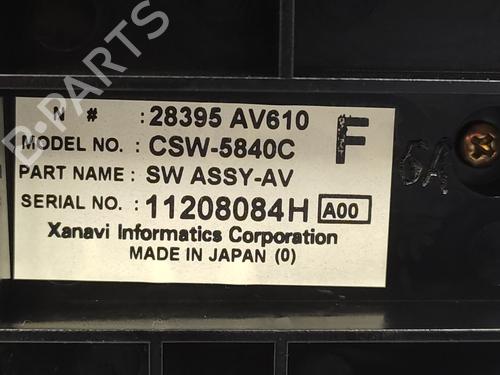 B-PARTS
N # : 28395 AV610
F
MODEL NO. : CSW-5840C
PART NAME : SW ASSY-AV
SERIAL NO. : 11208084H A00
Xanavi Informatics Corporation
MADE IN JAPAN (0)
6A